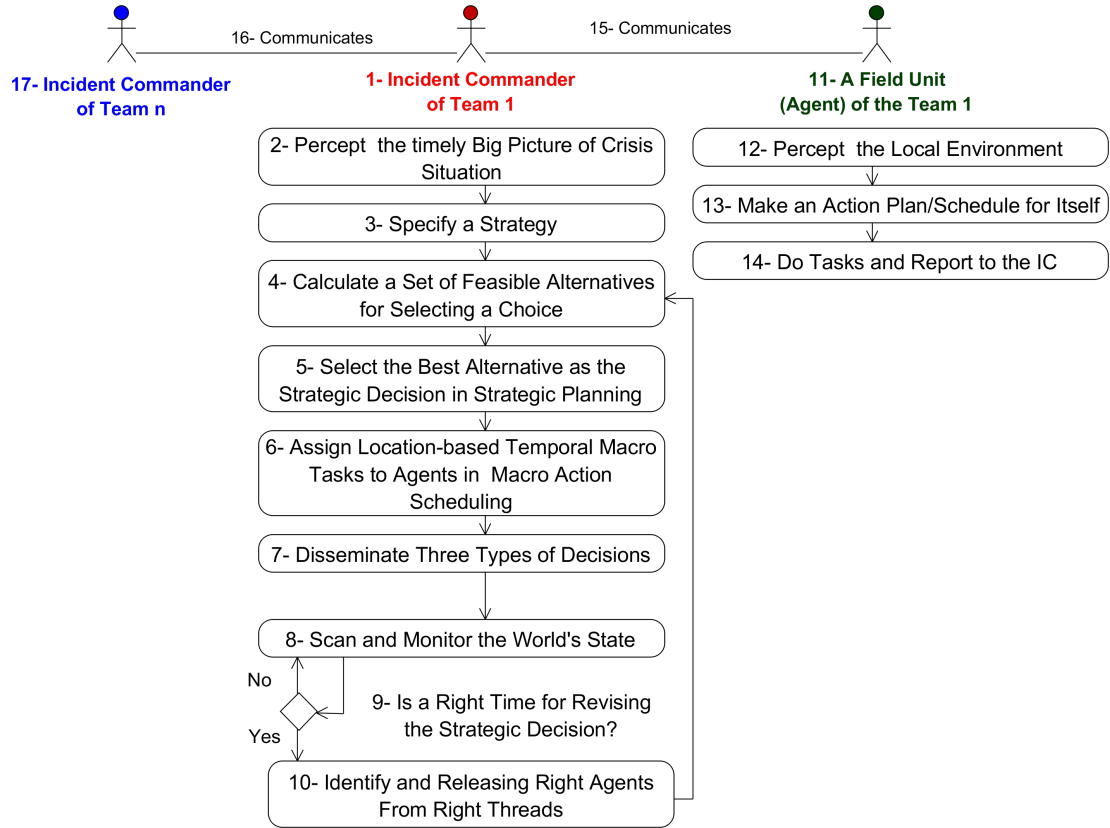 16- Communicates
15- Communicates
17- Incident Commander
of Team n
1- Incident Commander
of Team 1
11- A Field Unit
(Agent) of the Team 1
2- Percept  the timely Big Picture of Crisis
Situation
3- Specify a Strategy
4- Calculate a Set of Feasible Alternatives
for Selecting a Choice
5- Select the Best Alternative as the
Strategic Decision in Strategic Planning
6- Assign Location-based Temporal Macro
Tasks to Agents in  Macro Action
Scheduling
7- Disseminate Three Types of Decisions
8- Scan and Monitor the World's State
No
9- Is a Right Time for Revising
the Strategic Decision?
Yes
10- Identify and Releasing Right Agents
From Right Threads
12- Percept  the Local Environment
13- Make an Action Plan/Schedule for Itself
14- Do Tasks and Report to the IC